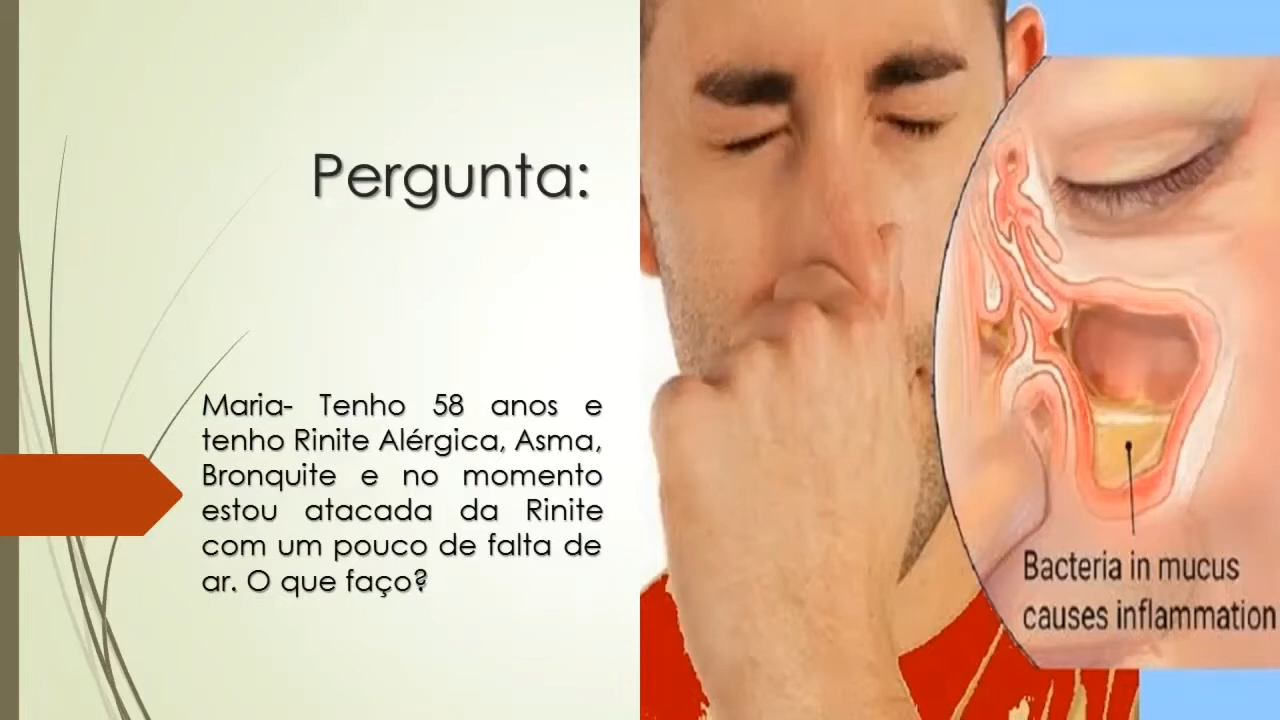 Pergunta:
Maria- Tenho 58 anos e
tenho Rinite Alérgica, Asma,
Bronquite e no momento
estou atacada da Rinite
com um pouco de falta de
ar. O que faço?
Bacteria in mucus
causes inflammation